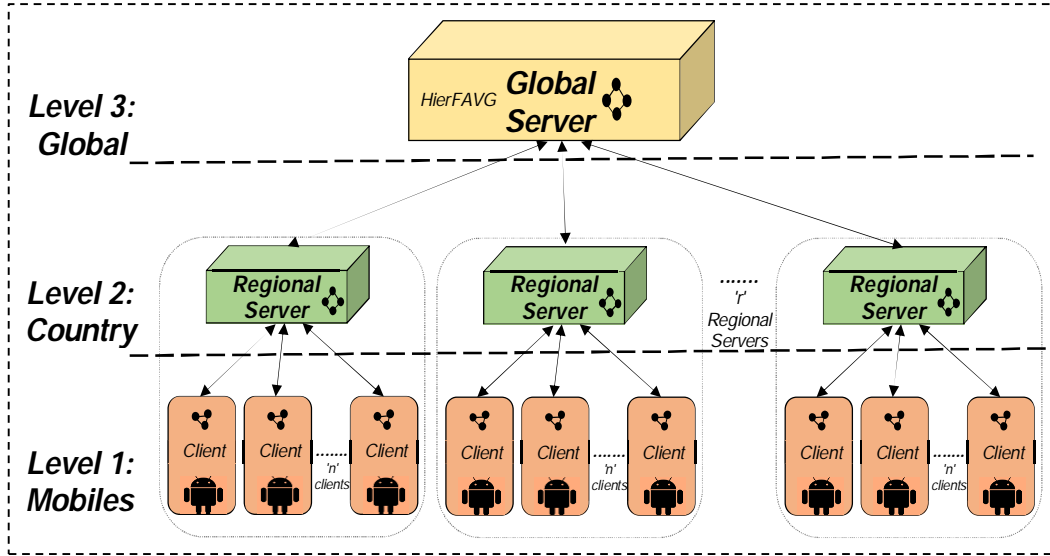 Level 3:
Global
HierFAVG
Global
Server
Level 2:
Country
Regional
Server
Regional
Server
.......
'r'
Regional
Servers
Regional
Server
Level 1:
Mobiles
Client
Client
.......
'n'
clients
Client
Client
Client
.......
'n'
clients
Client
Client
Client
.......
'n'
clients
Client